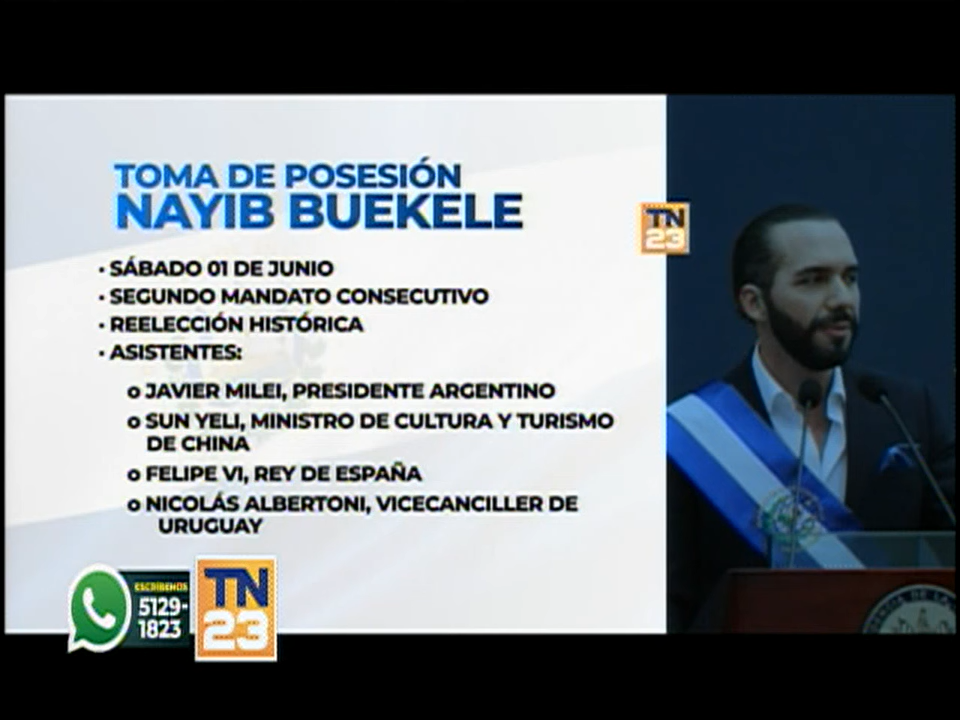 TOMA DE POSESIÓN
NAYIB BUEKELE
TN
23
· SÁBADO 01 DE JUNIO
· SEGUNDO MANDATO CONSECUTIVO
· REELECCIÓN HISTÓRICA
· ASISTENTES:
o JAVIER MILEI, PRESIDENTE ARGENTINO
o SUN YELI, MINISTRO DE CULTURA Y TURISMO
DE CHINA
o FELIPE VI, REY DE ESPAÑA
o NICOLÁS ALBERTONI, VICECANCILLER DE
URUGUAY
ESCRÍBENOS
5129-
1823
TN
23